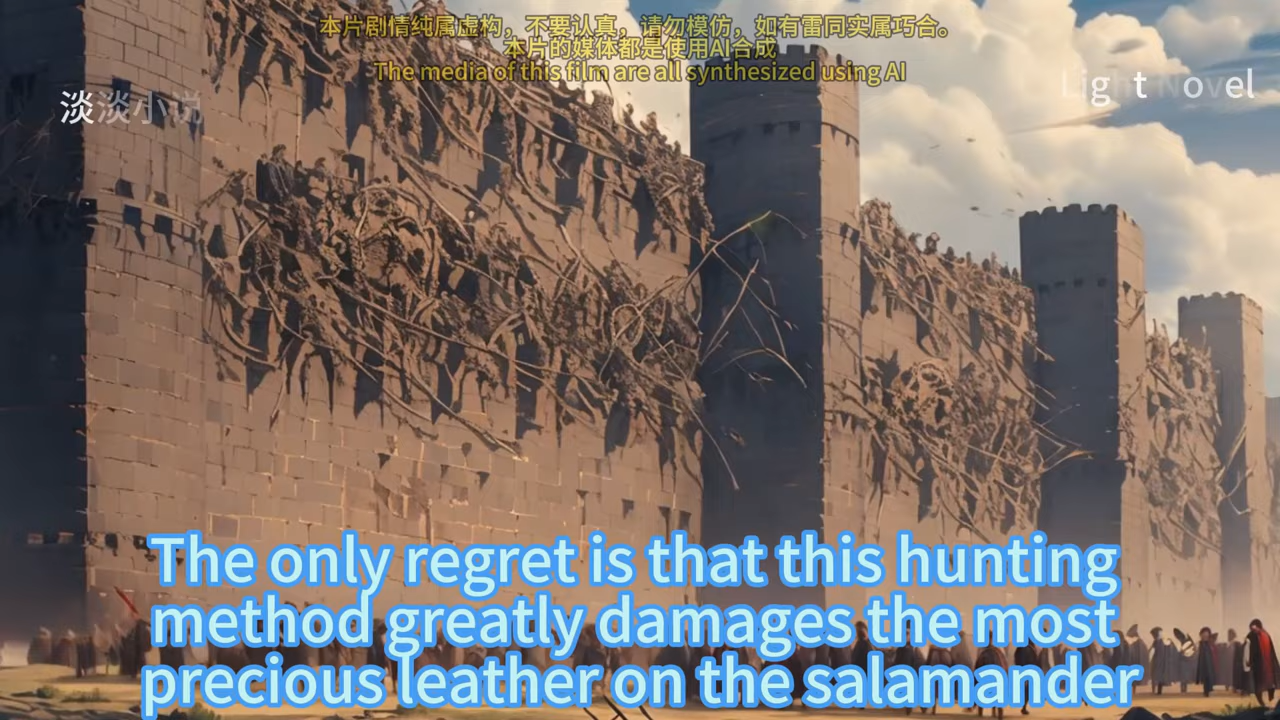 本片剧情纯属虚构，不要认真，请勿模仿，如有雷同实属巧合。
本片的媒体都是使用AI合成
The media of this film are all synthesized using AI
淡淡小说
Light Novel
The only regret is that this hunting
method greatly damages the most
precious leather on the salamander